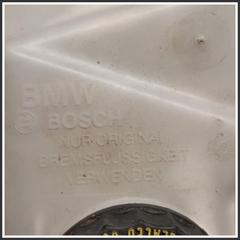 BMW
BOSCH
NUR ORIGINAL
BREMSFLÜSSIGKEIT
VERWENDEN